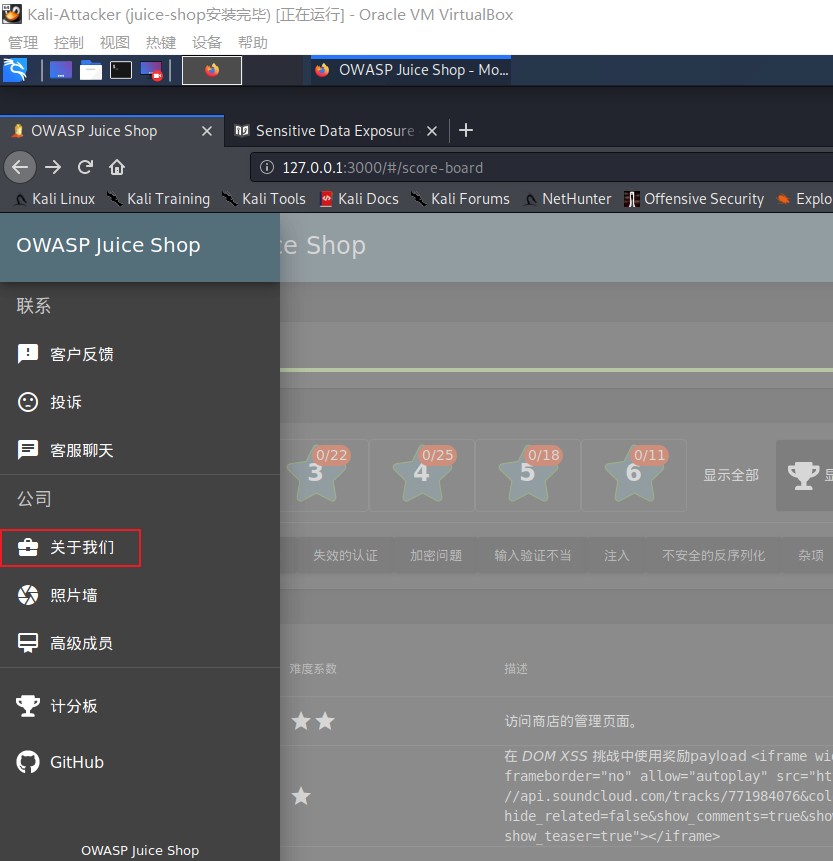 Kali-Attacker (juice-shop安装完毕) [正在运行] - Oracle VM VirtualBox
管理 控制 视图 热键 设备 帮助
OWASP Juice Shop - Mo...
OWASP Juice Shop Sensitive Data Exposure
127.0.0.1:3000/#/score-board
Kali Linux Kali Training Kali Tools Kali Docs Kali Forums NetHunter Offensive Security Explo
OWASP Juice Shop ce Shop
联系
客户反馈
投诉
客服聊天
0/22 0/25 0/18 0/11
3 4 5 6 显示全部
公司
关于我们
失效的认证 加密问题 输入验证不当 注入 不安全的反序列化 杂项
照片墙
高级成员
难度系数 描述
计分板
访问商店的管理页面。
GitHub
在 DOM XSS 挑战中使用奖励payload <iframe wi
frameborder="no" allow="autoplay" src="ht
//api.soundcloud.com/tracks/771984076&col
hide_related=false&show_comments=true&sho
show_teaser=true"></iframe>
OWASP Juice Shop